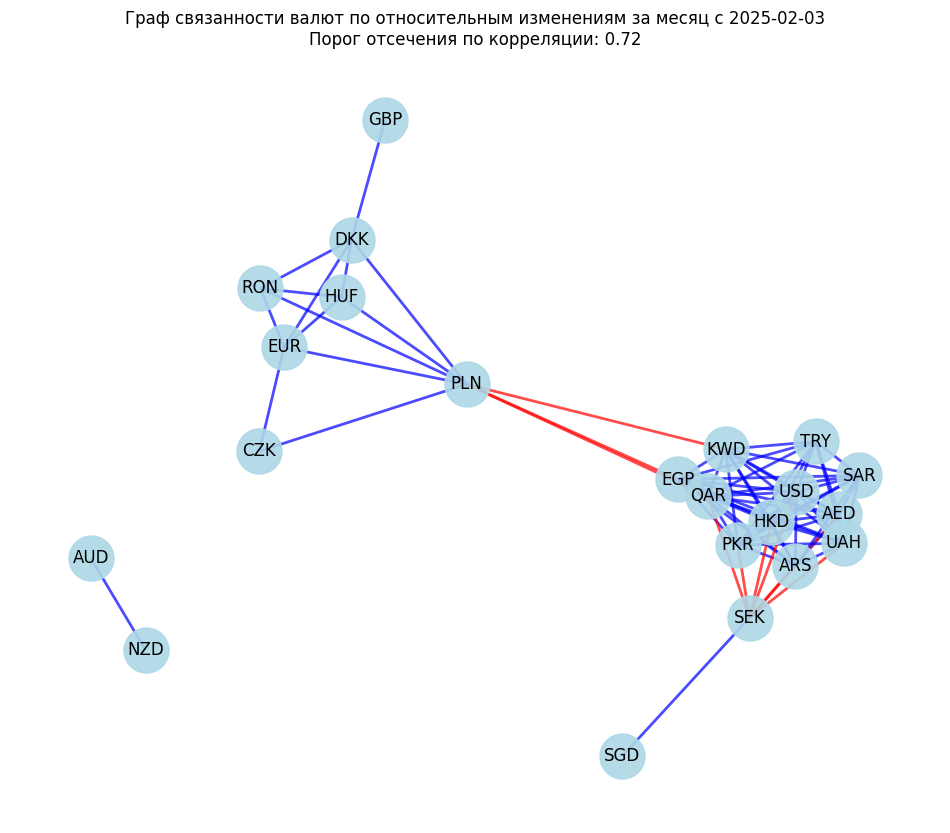 Граф связанности валют по относительным изменениям за месяц с 2025-02-03
Порог отсечения по корреляции: 0.72
GBP
DKK
RON
HUF
EUR
PLN
CZK
TRY
KWD
SAR
EGP
USD
QAR
AED
HKD
UAH
PKR
AUD
ARS
SEK
NZD
SGD